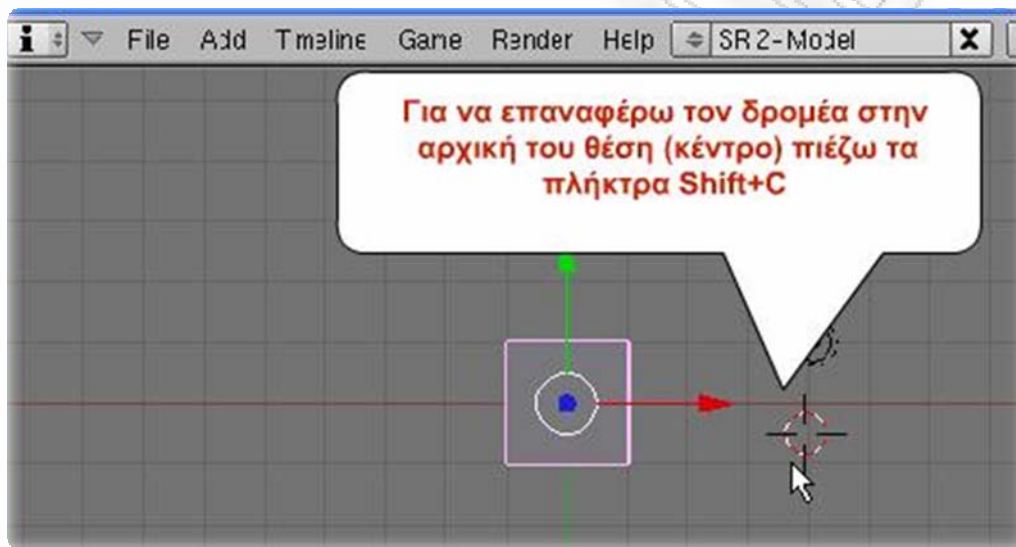 File Add Timeline Game Render Help SR 2-Model X
Για να επαναφέρω τον δρομέα στην
αρχική του θέση (κέντρο) πιέζω τα
πλήκτρα Shift+C